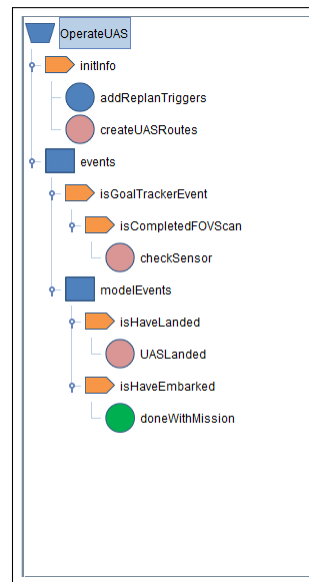 OperateUAS
initInfo
addReplanTriggers
createUASRoutes
events
isGoalTrackerEvent
isCompletedFOVScan
checkSensor
modelEvents
isHaveLanded
UASLanded
isHaveEmbarked
doneWithMission